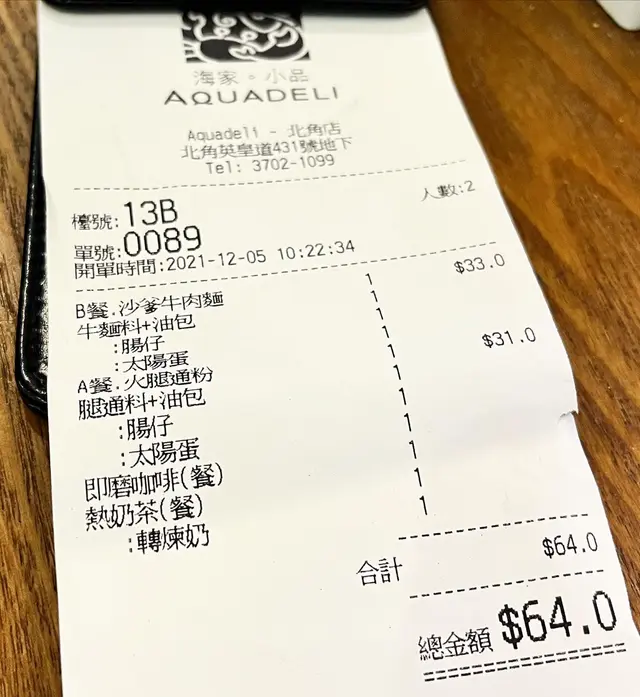 海家。小品
AQUADELI
Aquadeli - 北角店
北角英皇道431號地下
Tel: 3702-1099
檯號:13B 人數:2
單號:0089
開單時間:2021-12-05 10:22:34
B餐.沙爹牛肉麵 1 $33.0
牛麵料+油包 1
:腸仔 1
:太陽蛋 1
A餐.火腿通粉 1 $31.0
腿通料+油包 1
:腸仔 1
:太陽蛋 1
即磨咖啡(餐) 1
熱奶茶(餐) 1
:轉煉奶
合計 $64.0
總金額 $64.0